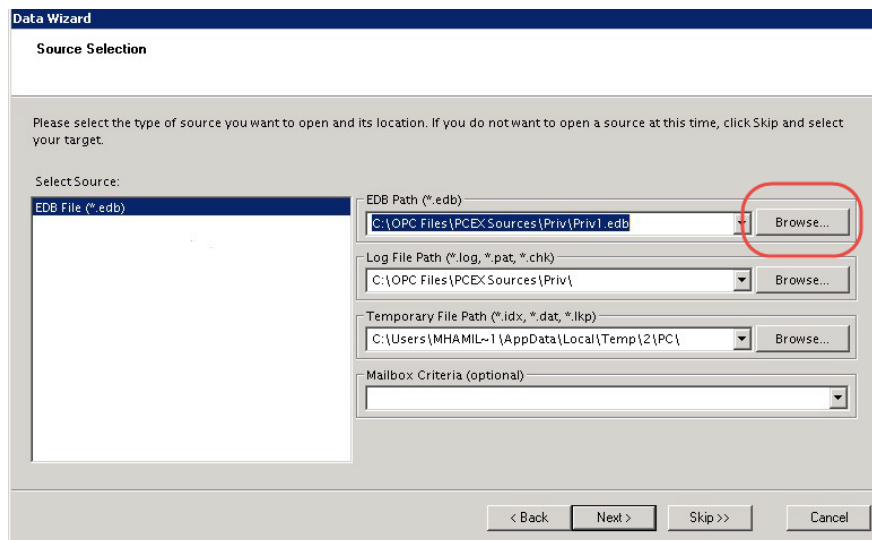 Data Wizard
Source Selection
Please select the type of source you want to open and its location. If you do not want to open a source at this time, click Skip and select
your target.
Select Source:
EDB File (*.edb)
EDB Path (*.edb)
C:\OPC Files\PCEX Sources\Priv\Priv1.edb
Browse...
Log File Path (*.log, *.pat, *.chk)
C:\OPC Files\PCEX Sources\Priv\
Browse...
Temporary File Path (*.idx, *.dat, *.lkp)
C:\Users\MHAMIL~1\AppData\Local\Temp\2\PC\
Browse...
Mailbox Criteria (optional)
< Back
Next >
Skip >>
Cancel